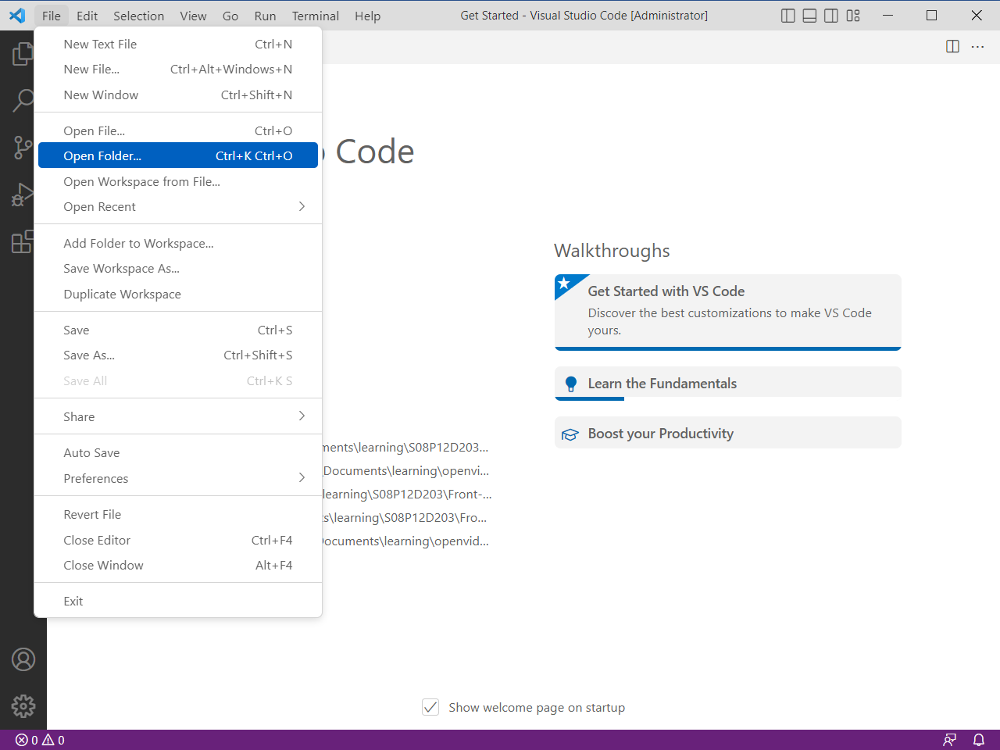 File Edit Selection View Go Run Terminal Help Get Started - Visual Studio Code [Administrator]
New Text File Ctrl+N
New File... Ctrl+Alt+Windows+N
New Window Ctrl+Shift+N
Open File... Ctrl+O
Open Folder... Ctrl+K Ctrl+O
Open Workspace from File...
Open Recent
Add Folder to Workspace...
Save Workspace As...
Duplicate Workspace
Save Ctrl+S
Save As... Ctrl+Shift+S
Save All Ctrl+K S
Share
Auto Save
Preferences
Revert File
Close Editor Ctrl+F4
Close Window Alt+F4
Exit
Code
Walkthroughs
Get Started with VS Code
Discover the best customizations to make VS Code
yours.
Learn the Fundamentals
Boost your Productivity
ments\learning\S08P12D203...
\Documents\learning\openvi...
learning\S08P12D203\Front-...
s\learning\S08P12D203\Fro...
Documents\learning\openvid...
Show welcome page on startup
0 0